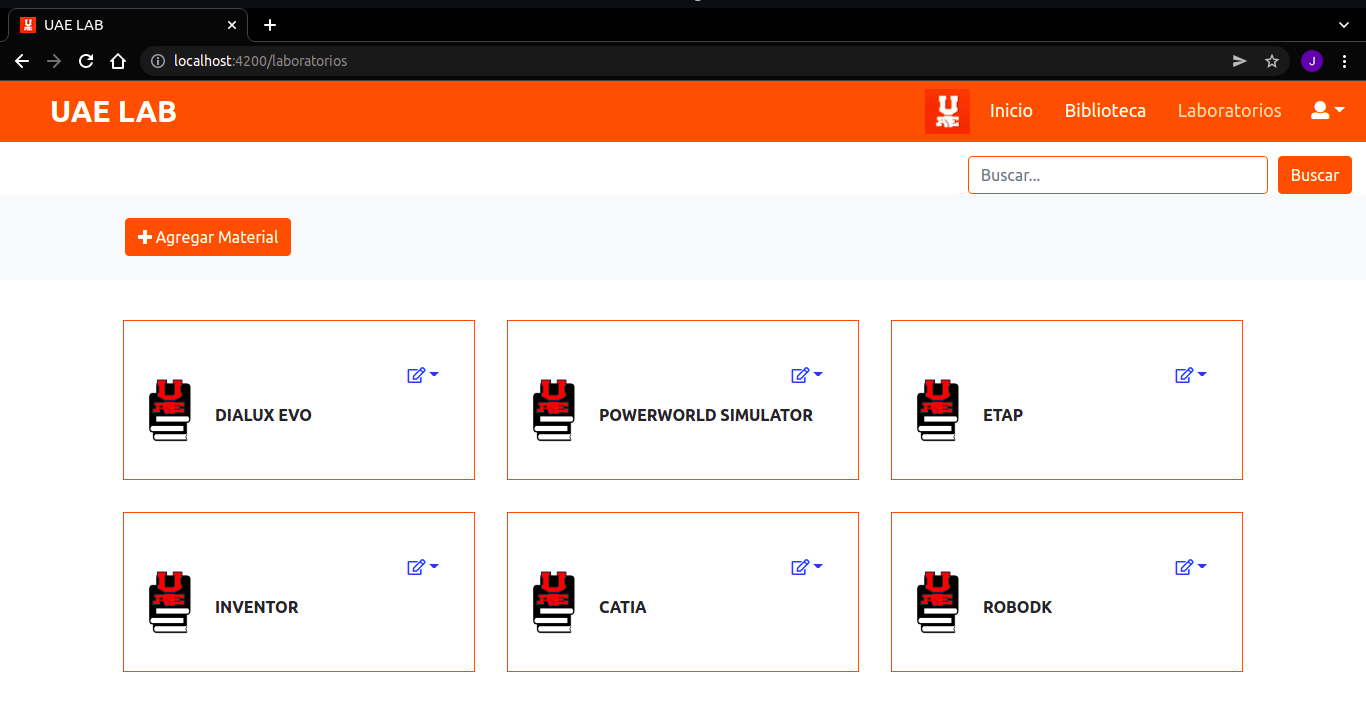 UAE LAB
localhost:4200/laboratorios
J
UAE LAB
U
AE
Inicio
Biblioteca
Laboratorios
Buscar...
Buscar
Agregar Material
DIALUX EVO
POWERWORLD SIMULATOR
ETAP
INVENTOR
CATIA
ROBODK